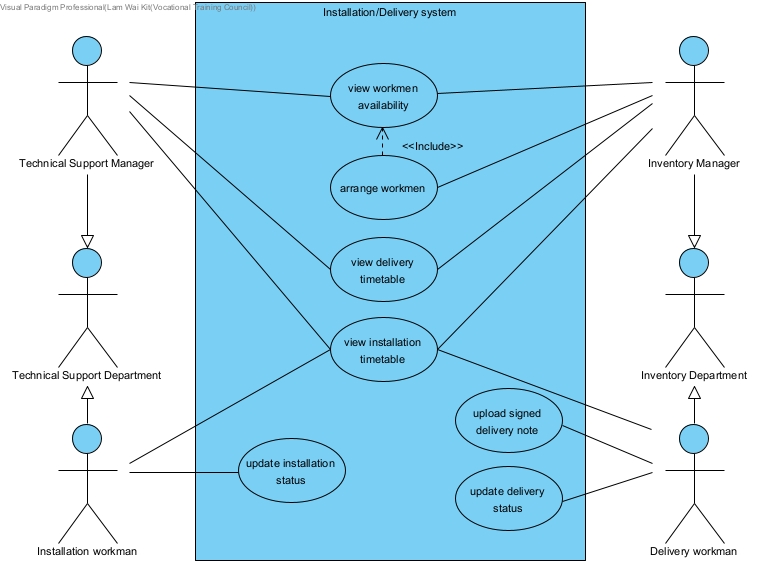 Visual Paradigm Professional(Lam Wai Kit(Vocational Training Council))
Installation/Delivery system
view workmen
availability
<<Include>>
Technical Support Manager
Inventory Manager
arrange workmen
view delivery
timetable
view installation
timetable
Technical Support Department
Inventory Department
upload signed
delivery note
update installation
status
update delivery
status
Installation workman
Delivery workman